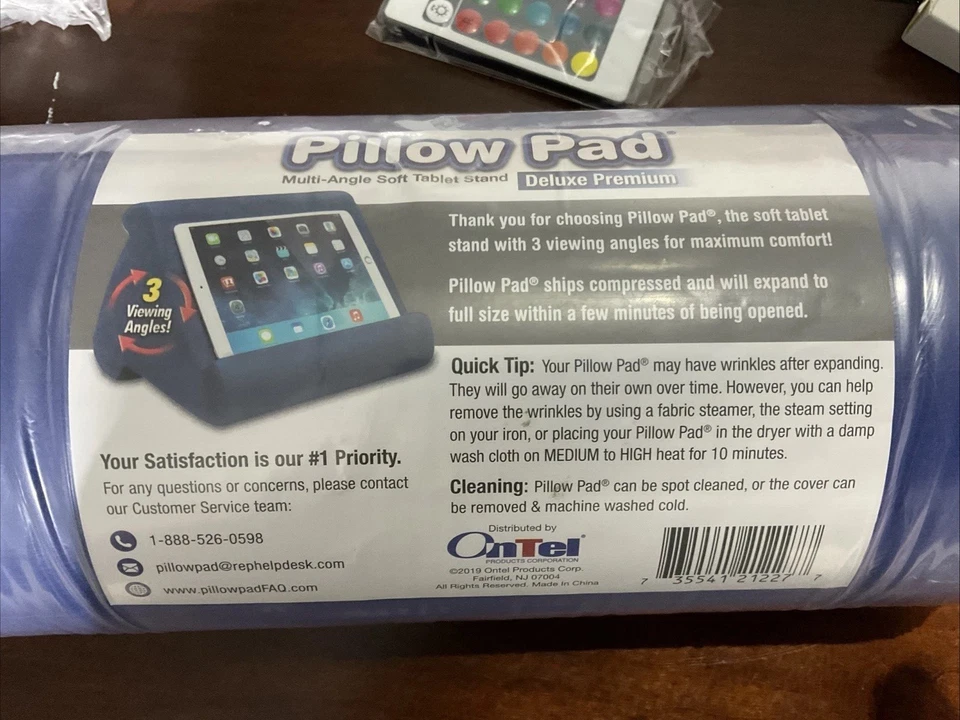 Pillow Pad™
Multi-Angle Soft Tablet Stand Deluxe Premium
3
Viewing
Angles!
Thank you for choosing Pillow Pad®, the soft tablet
stand with 3 viewing angles for maximum comfort!
Pillow Pad® ships compressed and will expand to
full size within a few minutes of being opened.
Quick Tip: Your Pillow Pad® may have wrinkles after expanding.
They will go away on their own over time. However, you can help
remove the wrinkles by using a fabric steamer, the steam setting
on your iron, or placing your Pillow Pad® in the dryer with a damp
wash cloth on MEDIUM to HIGH heat for 10 minutes.
Cleaning: Pillow Pad® can be spot cleaned, or the cover can
be removed & machine washed cold.
Your Satisfaction is our #1 Priority.
For any questions or concerns, please contact
our Customer Service team:
1-888-526-0598
pillowpad@rephelpdesk.com
www.pillowpadFAQ.com
Distributed by
OnTel
PRODUCTS CORPORATION
©2019 Ontel Products Corp.
Fairfield, NJ 07004
All Rights Reserved. Made In China
7 35541 21227 7